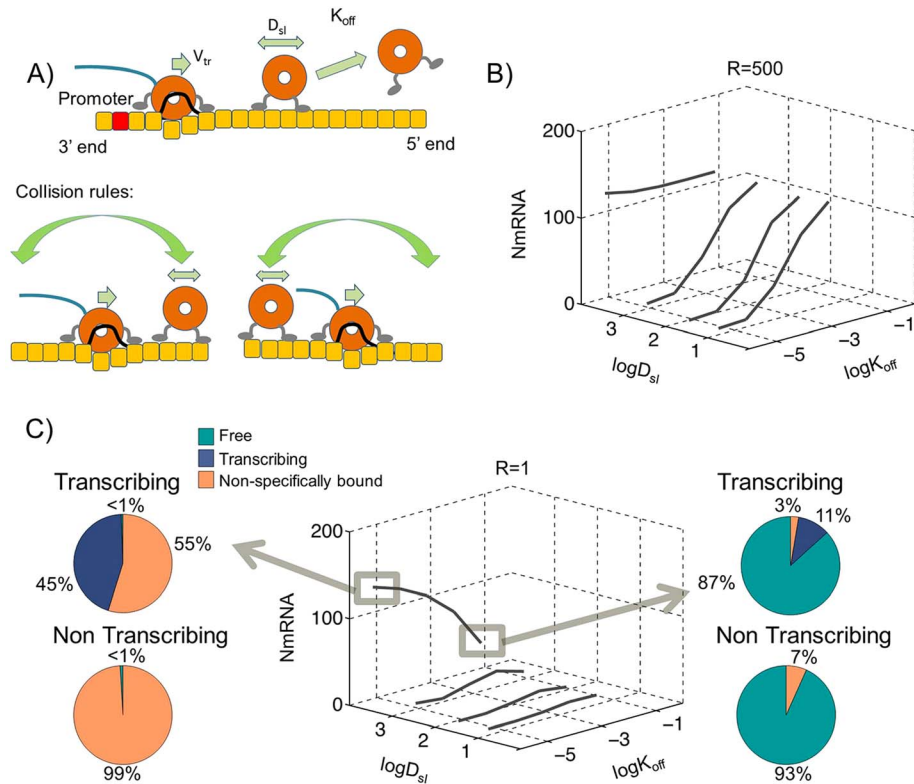 A)
V_tr
D_sl
K_off
Promoter
3' end
5' end
Collision rules:
B)
R=500
200
100
0
NmRNA
3
2
1
logD_sl
−5
−3
−1
logK_off
C)
Free
Transcribing
Non-specifically bound
Transcribing
<1%
55%
45%
Non Transcribing
<1%
99%
R=1
200
100
0
NmRNA
3
2
1
logD_sl
−5
−3
−1
logK_off
Transcribing
3%
11%
87%
Non Transcribing
7%
93%